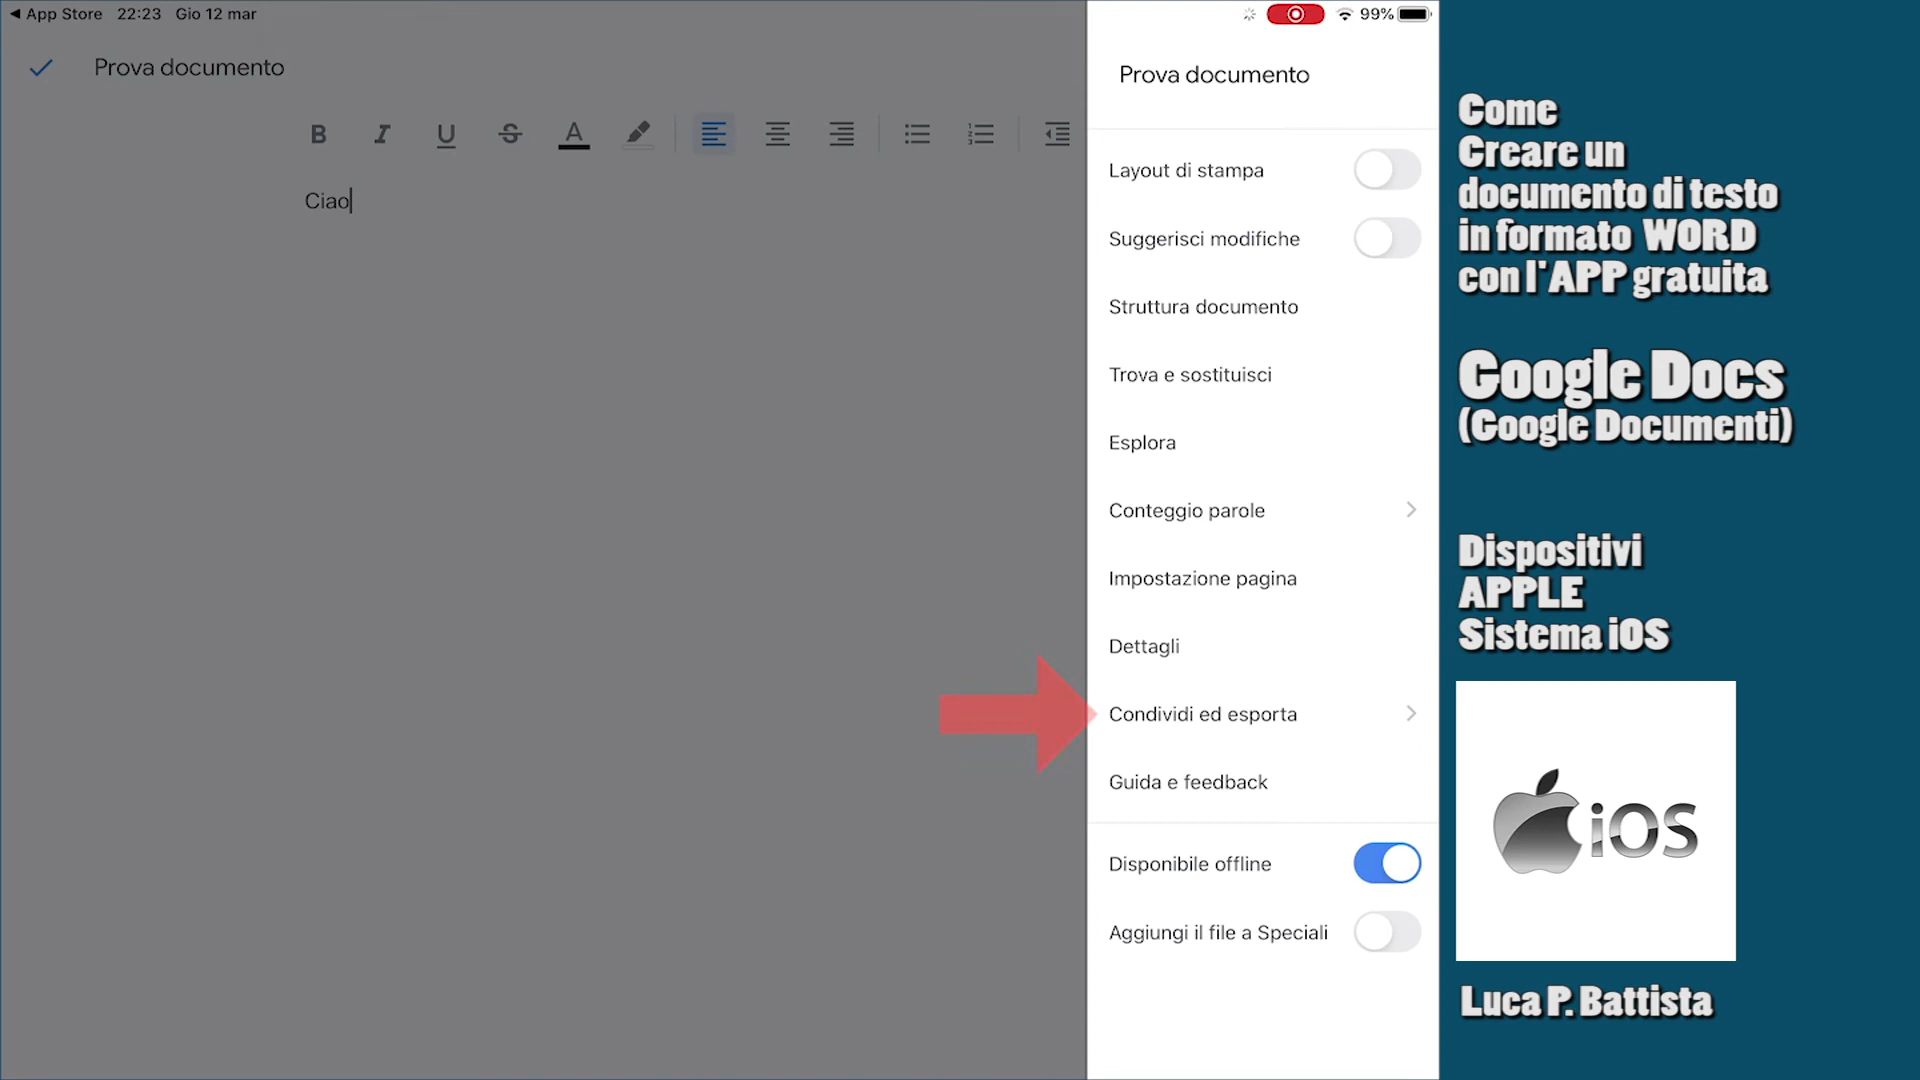 App Store 22:23 Gio 12 mar
99%
Prova documento
B I U S A
Ciao
Prova documento
Layout di stampa
Suggerisci modifiche
Struttura documento
Trova e sostituisci
Esplora
Conteggio parole
Impostazione pagina
Dettagli
Condividi ed esporta
Guida e feedback
Disponibile offline
Aggiungi il file a Speciali
Come
Creare un
documento di testo
in formato WORD
con l'APP gratuita
Google Docs
(Google Documenti)
Dispositivi
APPLE
Sistema iOS
iOS
Luca P. Battista